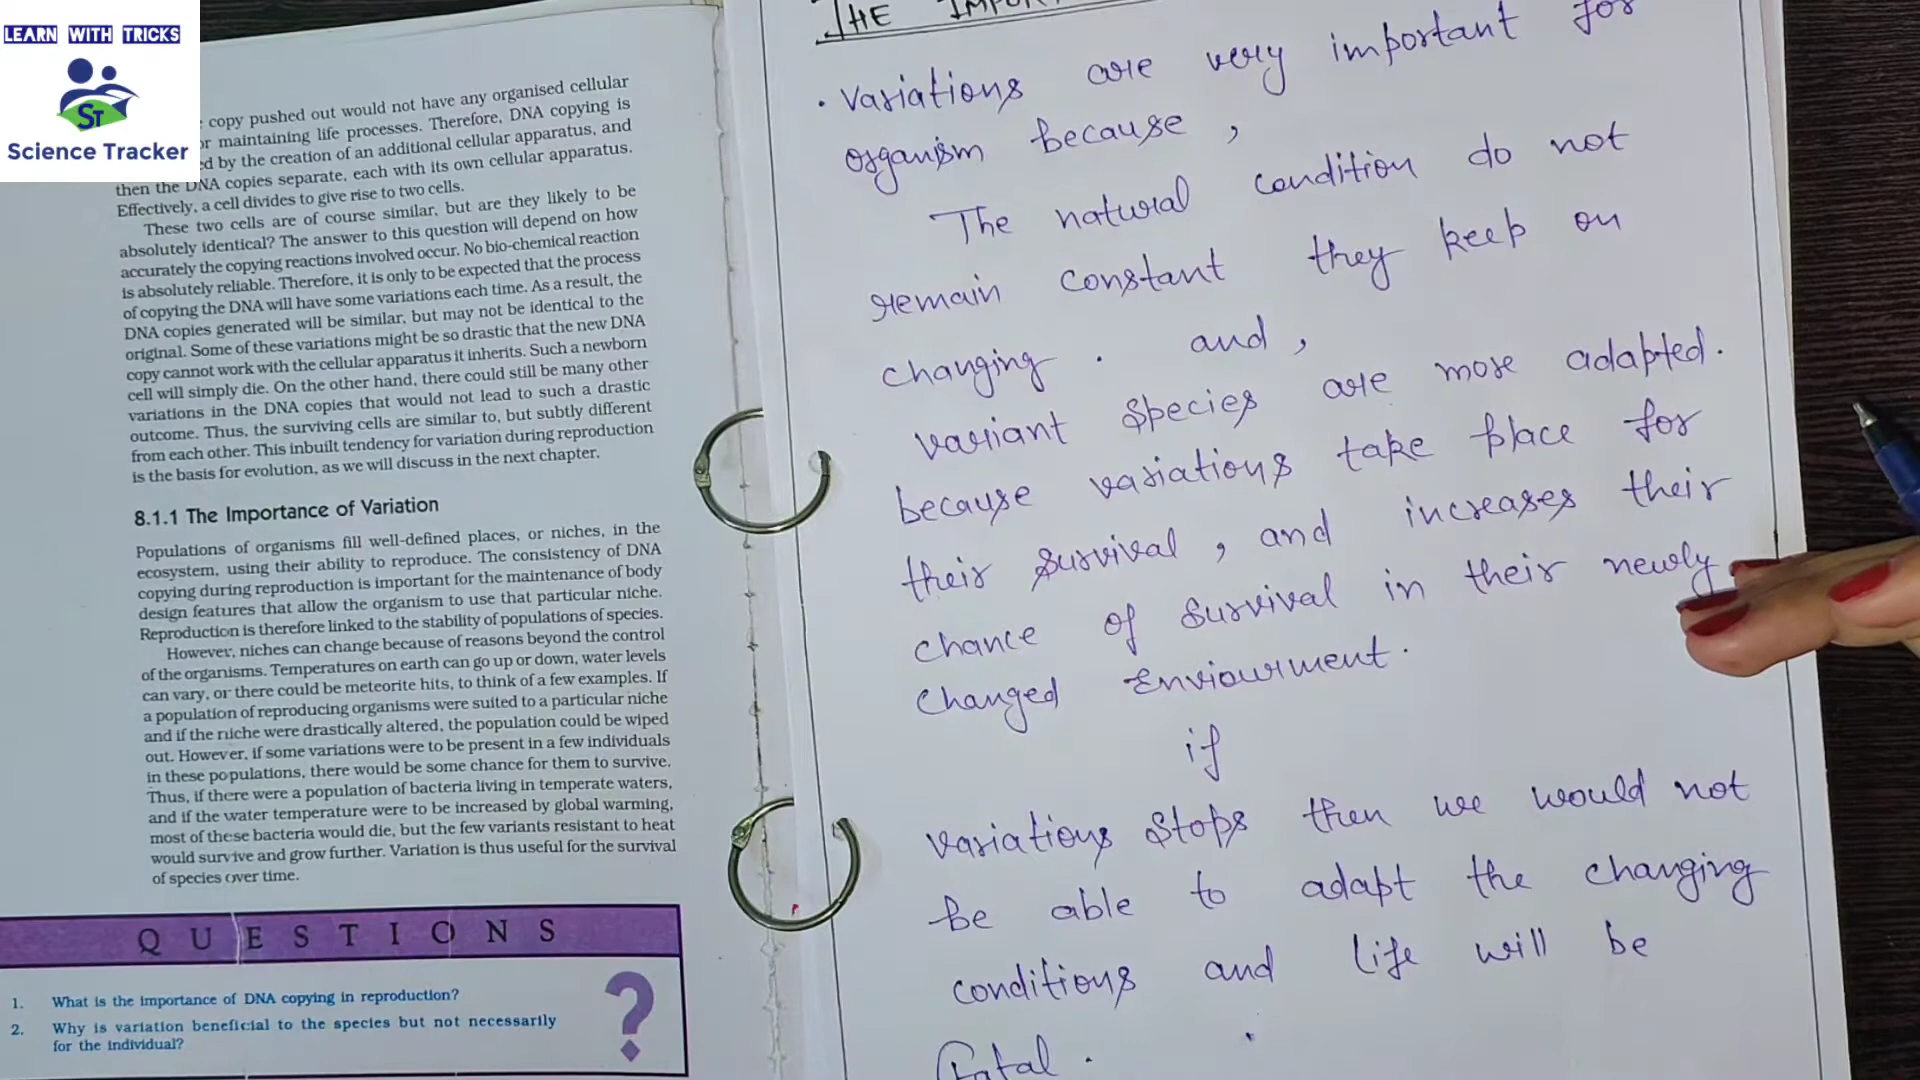 LEARN WITH TRICKS
ST
Science Tracker
copy pushed out would not have any organised cellular
maintaining life processes. Therefore, DNA copying is
by the creation of an additional cellular apparatus, and
then the DNA copies separate, each with its own cellular apparatus.
Effectively, a cell divides to give rise to two cells.
These two cells are of course similar, but are they likely to be
absolutely identical? The answer to this question will depend on how
accurately the copying reactions involved occur. No bio-chemical reaction
is absolutely reliable. Therefore, it is only to be expected that the process
of copying the DNA will have some variations each time. As a result, the
DNA copies generated will be similar, but may not be identical to the
original. Some of these variations might be so drastic that the new DNA
copy cannot work with the cellular apparatus it inherits. Such a newborn
cell will simply die. On the other hand, there could still be many other
variations in the DNA copies that would not lead to such a drastic
outcome. Thus, the surviving cells are similar to, but subtly different
from each other. This inbuilt tendency for variation during reproduction
is the basis for evolution, as we will discuss in the next chapter.
8.1.1 The Importance of Variation
Populations of organisms fill well-defined places, or niches, in the
ecosystem, using their ability to reproduce. The consistency of DNA
copying during reproduction is important for the maintenance of body
design features that allow the organism to use that particular niche.
Reproduction is therefore linked to the stability of populations of species.
However, niches can change because of reasons beyond the control
of the organisms. Temperatures on earth can go up or down, water levels
can vary, or there could be meteorite hits, to think of a few examples. If
a population of reproducing organisms were suited to a particular niche
and if the niche were drastically altered, the population could be wiped
out. However, if some variations were to be present in a few individuals
in these populations, there would be some chance for them to survive.
Thus, if there were a population of bacteria living in temperate waters,
and if the water temperature were to be increased by global warming,
most of these bacteria would die, but the few variants resistant to heat
would survive and grow further. Variation is thus useful for the survival
of species over time.
QUESTIONS
1. What is the importance of DNA copying in reproduction?
2. Why is variation beneficial to the species but not necessarily
for the individual?
?
THE
. Variations are very important for
organism because ,
The natural condition do not
remain constant they keep on
changing . and ,
variant species are more adapted.
because variations take place for
their survival , and increases their
chance of survival in their newly
changed Enviourment.
if
variations stops then we would not
be able to adapt the changing
conditions and life will be
Fatal .